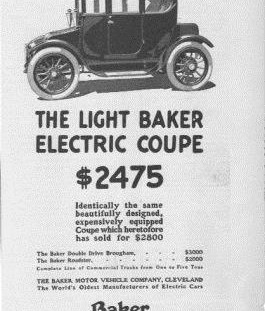 THE LIGHT BAKER
ELECTRIC COUPE
$2475
Identically the same
beautifully designed,
expensively equipped
Coupe which heretofore
has sold for $2800
The Baker Double Drive Brougham, - - - $3000
The Baker Roadster, - - - - $2000
Complete Line of Commercial Trucks from One to Five Tons
THE BAKER MOTOR VEHICLE COMPANY, CLEVELAND
The World's Oldest Manufacturers of Electric Cars
Baker